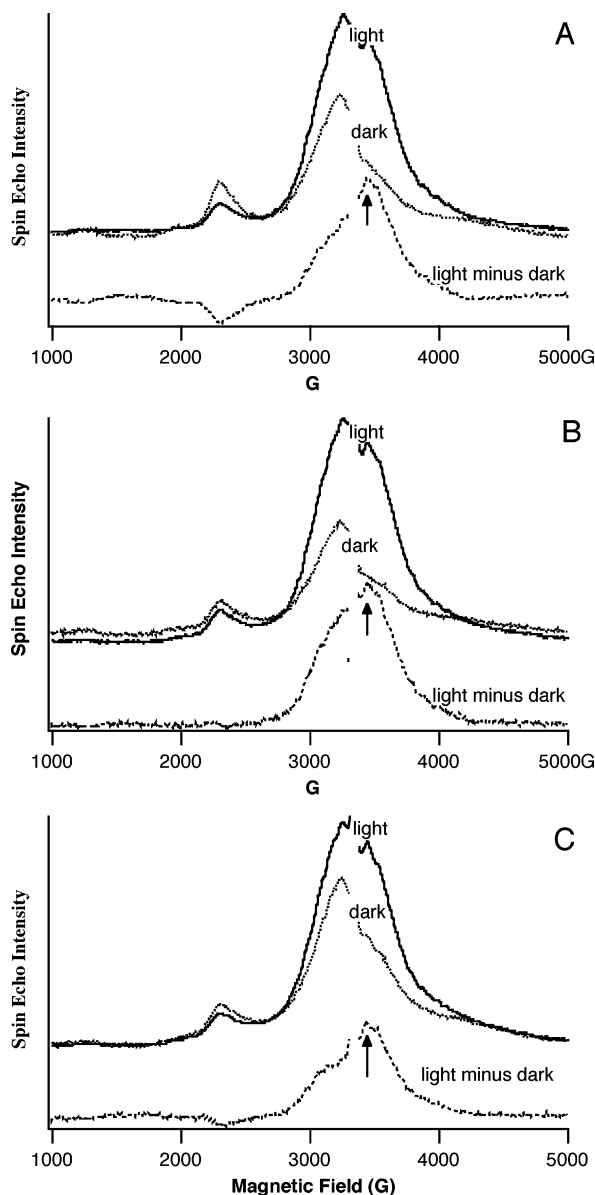 A
light
dark
light minus dark
Spin Echo Intensity
1000 2000 3000 4000 5000G
G
B
light
dark
light minus dark
Spin Echo Intensity
1000 2000 3000 4000 5000G
G
C
light
dark
light minus dark
Spin Echo Intensity
1000 2000 3000 4000 5000
Magnetic Field (G)